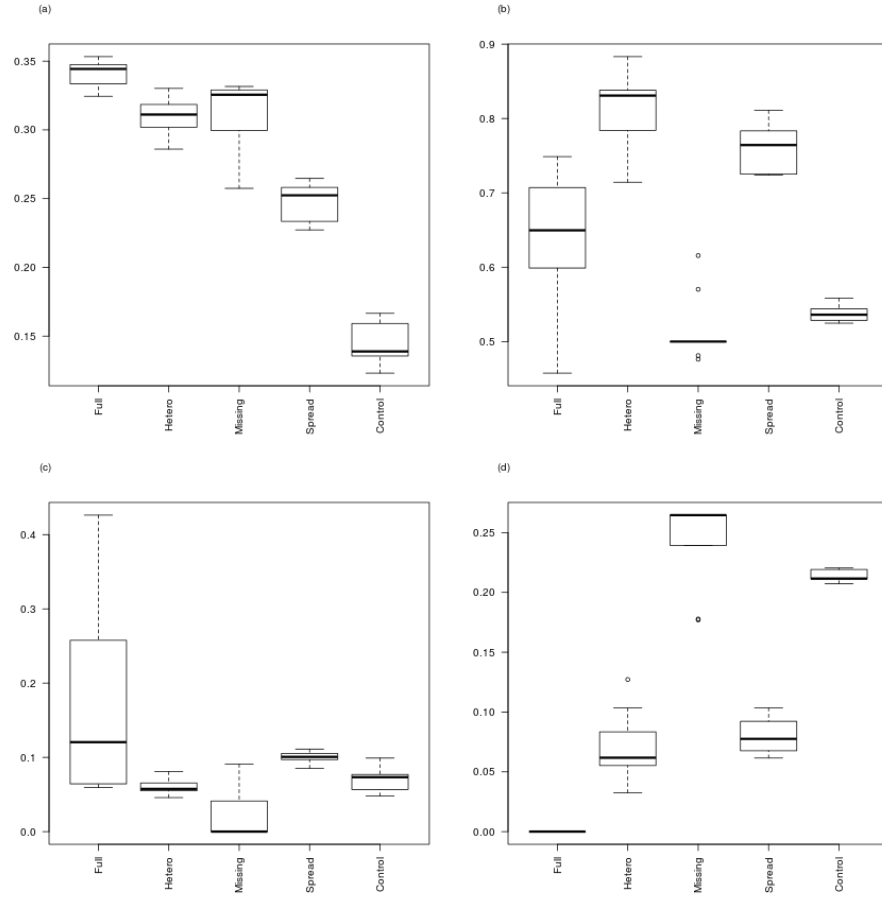 (a)
0.35
0.30
0.25
0.20
0.15
Full
Hetero
Missing
Spread
Control
(b)
0.9
0.8
0.7
0.6
0.5
Full
Hetero
Missing
Spread
Control
(c)
0.4
0.3
0.2
0.1
0.0
Full
Hetero
Missing
Spread
Control
(d)
0.25
0.20
0.15
0.10
0.05
0.00
Full
Hetero
Missing
Spread
Control